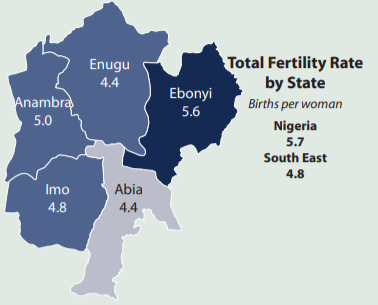 Enugu
4.4
Anambra
5.0
Ebonyi
5.6
Imo
4.8
Abia
4.4
Total Fertility Rate
by State
Births per woman
Nigeria
5.7
South East
4.8